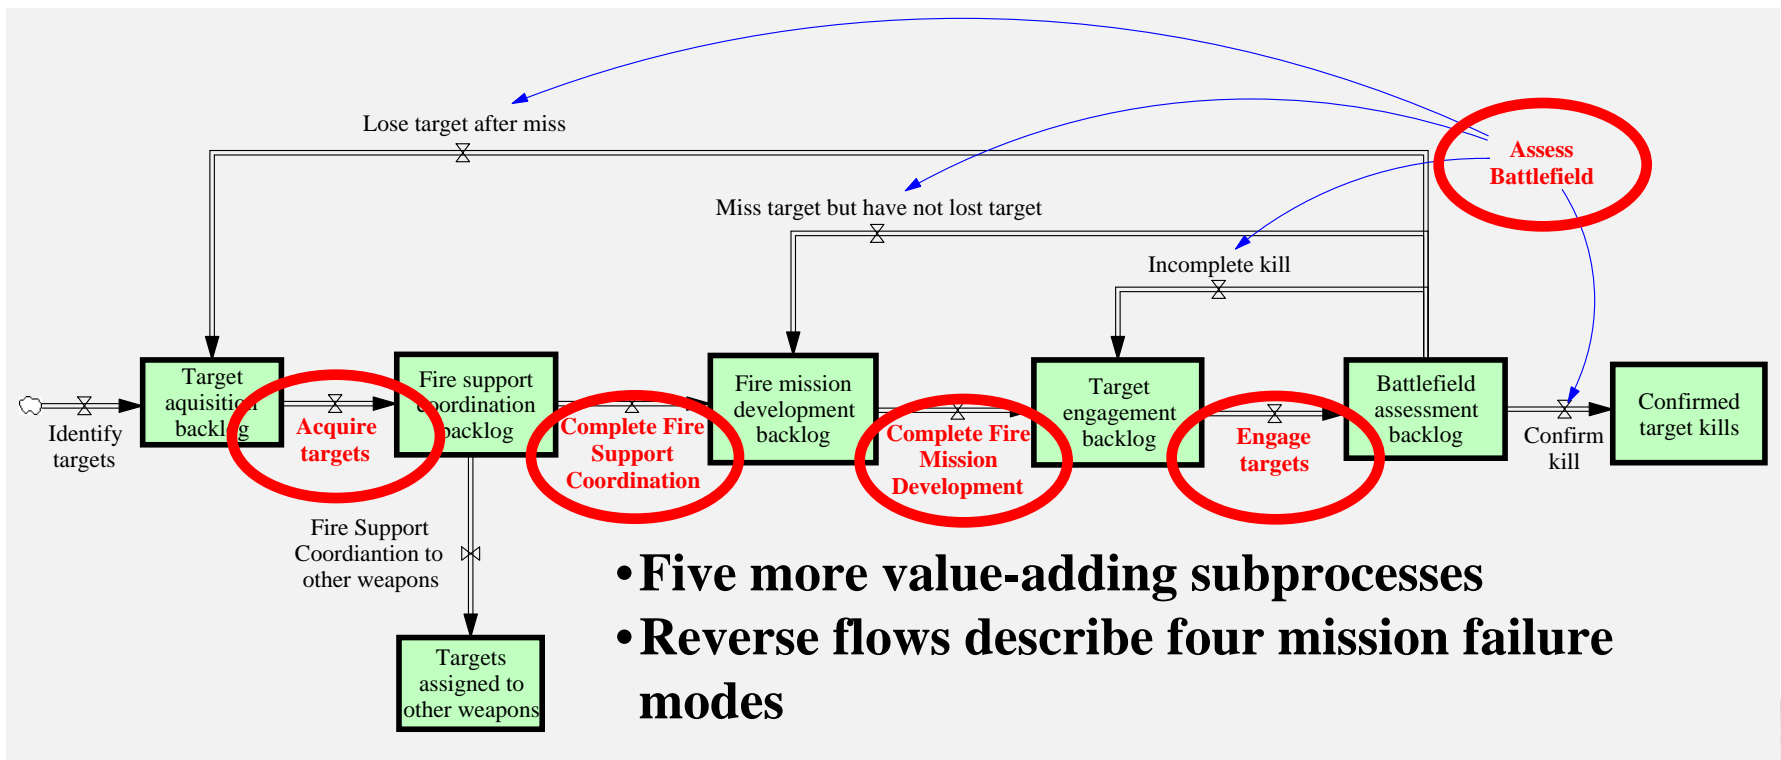 Lose target after miss
Assess
Battlefield
Miss target but have not lost target
Incomplete kill
Identify
targets
Target
aquisition
backlog
Acquire
targets
Fire support
coordination
backlog
Complete Fire
Support
Coordination
Fire mission
development
backlog
Complete Fire
Mission
Development
Target
engagement
backlog
Engage
targets
Battlefield
assessment
backlog
Confirm
kill
Confirmed
target kills
Fire Support
Coordiantion to
other weapons
Targets
assigned to
other weapons
•Five more value-adding subprocesses
•Reverse flows describe four mission failure
modes